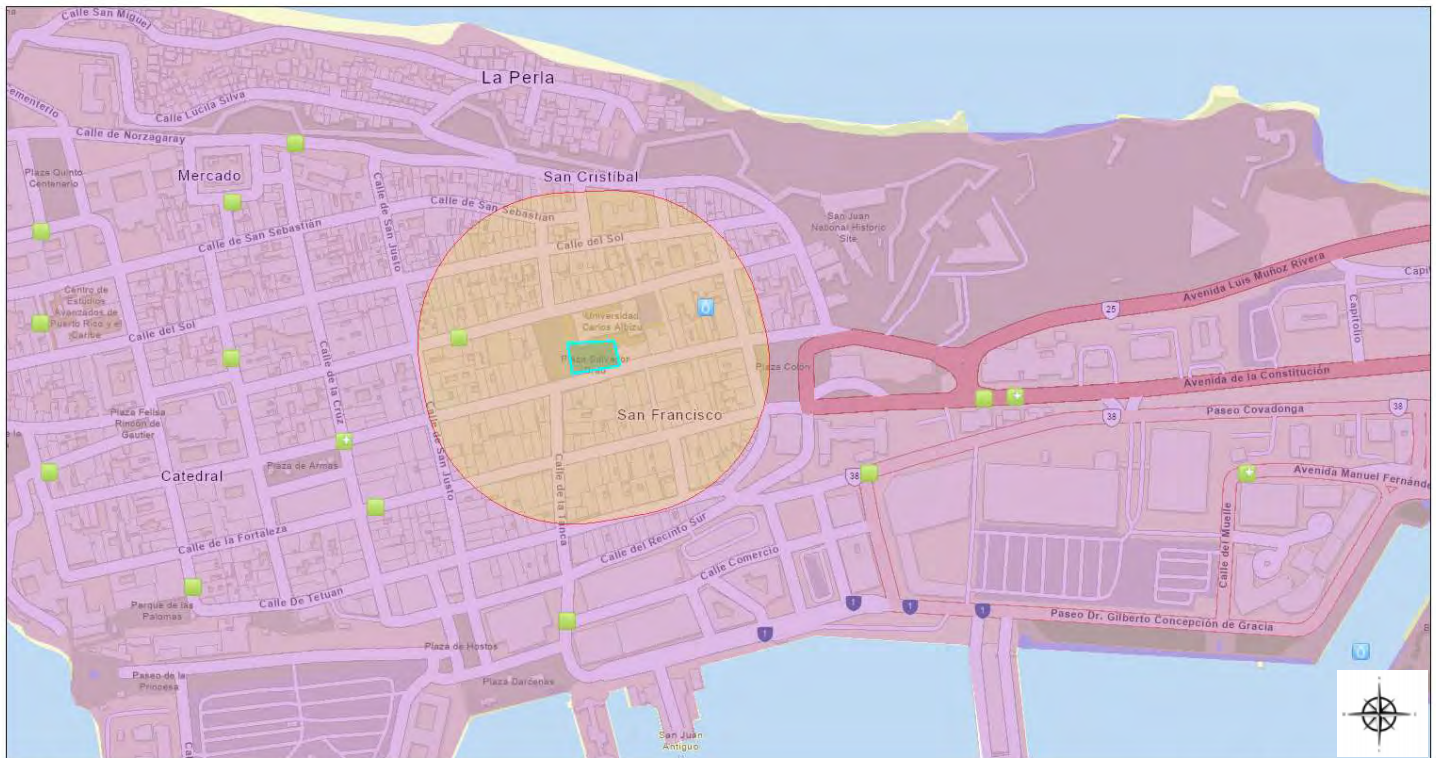 Calle San Miguel
La Perla
Calle Lucila Silva
Calle de Norzagaray
Plaza Quinto
Centenario
Mercado
San Cristíbal
Calle de San Justo
Calle de San Sebastián
Calle de San Sebastián
San Juan
National Historic
Site
Calle del Sol
Avenida Luis Muñoz Rivera
25
Capitolio
Centro de
Estudios
Avanzados de
Puerto Rico y el
Caribe
Calle del Sol
Universidad
Carlos Albizu
Plaza Salvador
Plaza Colón
Calle de la Cruz
Avenida de la Constitución
Paseo Covadonga
38
38
38
San Francisco
Plaza Felisa
Rincón de
Gautier
Calle de San Justo
Plaza de Armas
Catedral
Calle de la Tanca
Avenida Manuel Fernánde
Calle del Muelle
Calle de la Fortaleza
Calle del Recinto Sur
Calle Comercio
Calle De Tetuan
Parque de las
Palomas
1
1
1
1
Paseo Dr. Gilberto Concepción de Gracia
Plaza de Hostos
Paseo de la
Princesa
Plaza Darcenas
San Juan
Antiguo